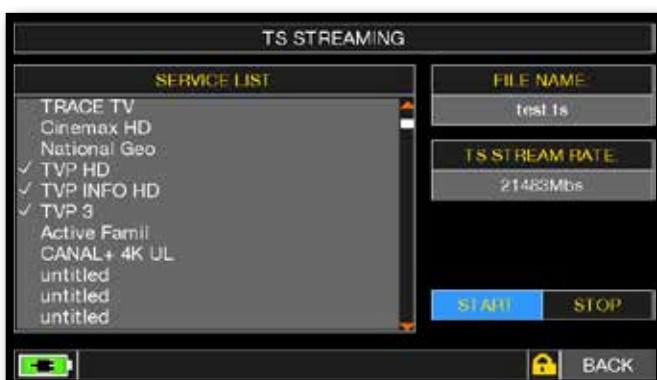 TS STREAMING
SERVICE LIST
TRACE TV
Cinemax HD
National Geo
✓ TVP HD
✓ TVP INFO HD
✓ TVP 3
Active Famil
CANAL+ 4K UL
untitled
untitled
untitled
FILE NAME:
test.ts
TS STREAM RATE:
21483Mbs
START STOP
BACK